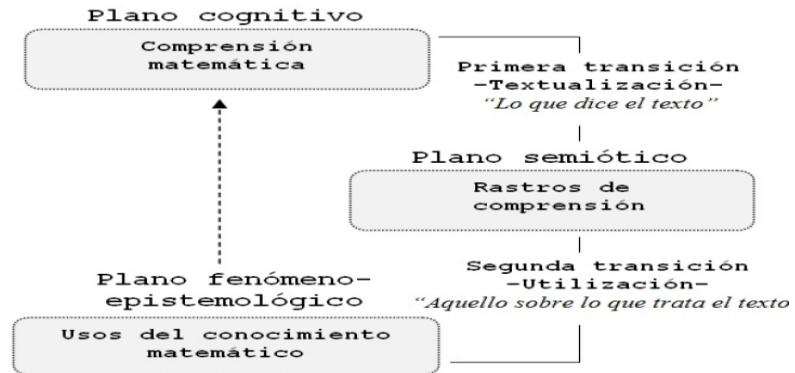 Plano cognitivo
Comprensión
matemática
Primera transición
-Textualización-
“Lo que dice el texto”
Plano semiótico
Rastros de
comprensión
Segunda transición
-Utilización-
“Aquello sobre lo que trata el texto
Plano fenómeno-
epistemológico
Usos del conocimiento
matemático